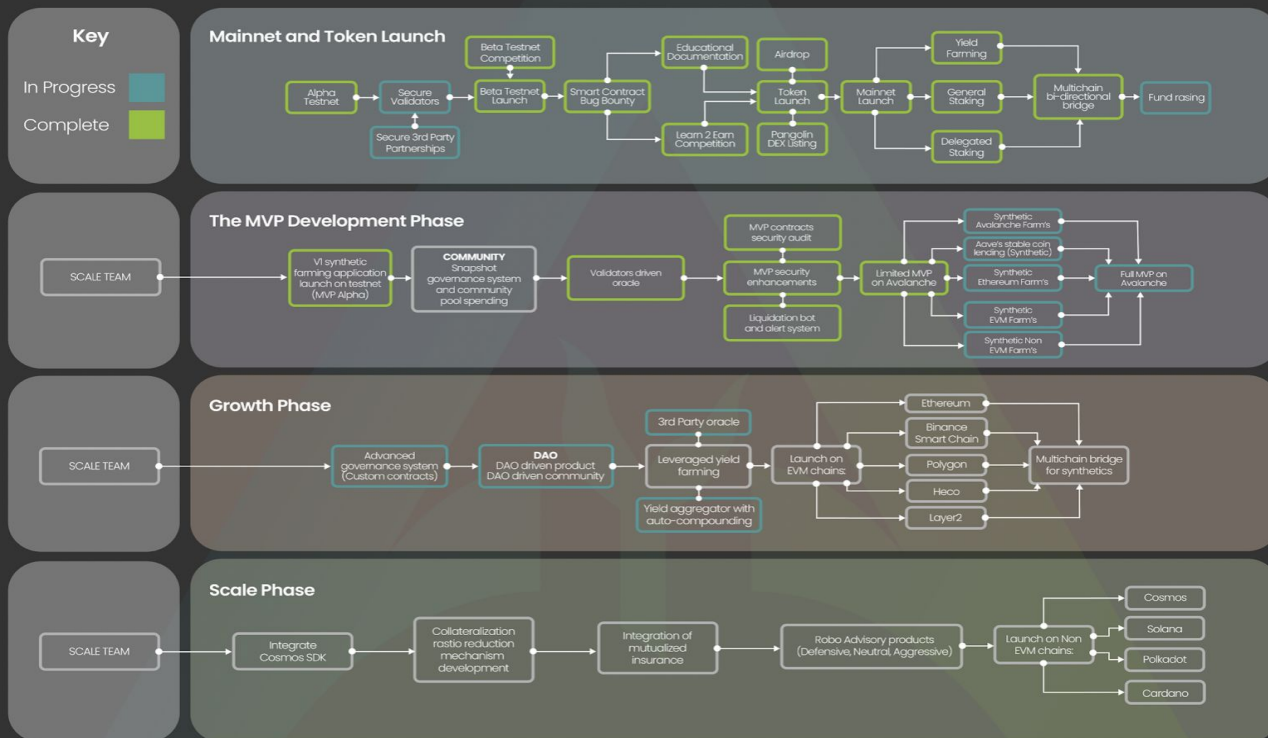 Key
In Progress
Complete
Mainnet and Token Launch
Alpha
Testnet
Secure
Validators
Secure 3rd Party
Partnerships
Beta Testnet
Competition
Beta Testnet
Launch
Smart Contract
Bug Bounty
Educational
Documentation
Learn 2 Earn
Competition
Airdrop
Token
Launch
Pangolin
DEX Listing
Mainnet
Launch
Yield
Farming
General
Staking
Delegated
Staking
Multichain
bi-directional
bridge
Fund rasing
SCALE TEAM
The MVP Development Phase
V1 synthetic
farming application
launch on testnet
(MVP Alpha)
COMMUNITY
Snapshot
governance system
and community
pool spending
Validators driven
oracle
MVP contracts
security audit
MVP security
enhancements
Liquidation bot
and alert system
Limited MVP
on Avalanche
Synthetic
Avalanche Farm's
Aave's stable coin
lending (Synthetic)
Synthetic
Ethereum Farm's
Synthetic
EVM Farm's
Synthetic Non
EVM Farm's
Full MVP on
Avalanche
SCALE TEAM
Growth Phase
Advanced
governance system
(Custom contracts)
DAO
DAO driven product
DAO driven community
3rd Party oracle
Leveraged yield
farming
Yield aggregator with
auto-compounding
Launch on
EVM chains:
Ethereum
Binance
Smart Chain
Polygon
Heco
Layer2
Multichain bridge
for synthetics
SCALE TEAM
Scale Phase
Integrate
Cosmos SDK
Collateralization
rastio reduction
mechanism
development
Integration of
mutualized
insurance
Robo Advisory products
(Defensive, Neutral, Aggressive)
Launch on Non
EVM chains:
Cosmos
Solana
Polkadot
Cardano